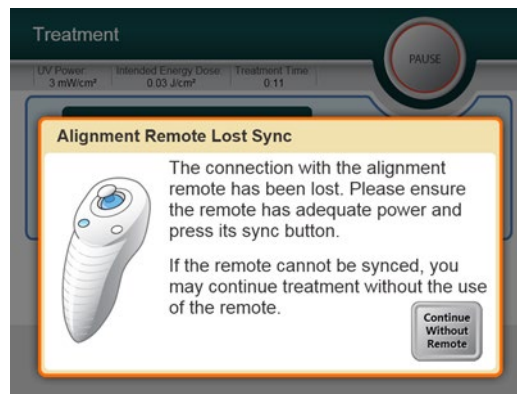 Treatment
PAUSE
UV Power: Intended Energy Dose: Treatment Time:
3 mW/cm² 0.03 J/cm² 0:11
Alignment Remote Lost Sync
The connection with the alignment
remote has been lost. Please ensure
the remote has adequate power and
press its sync button.
If the remote cannot be synced, you
may continue treatment without the use
of the remote.
Continue
Without
Remote